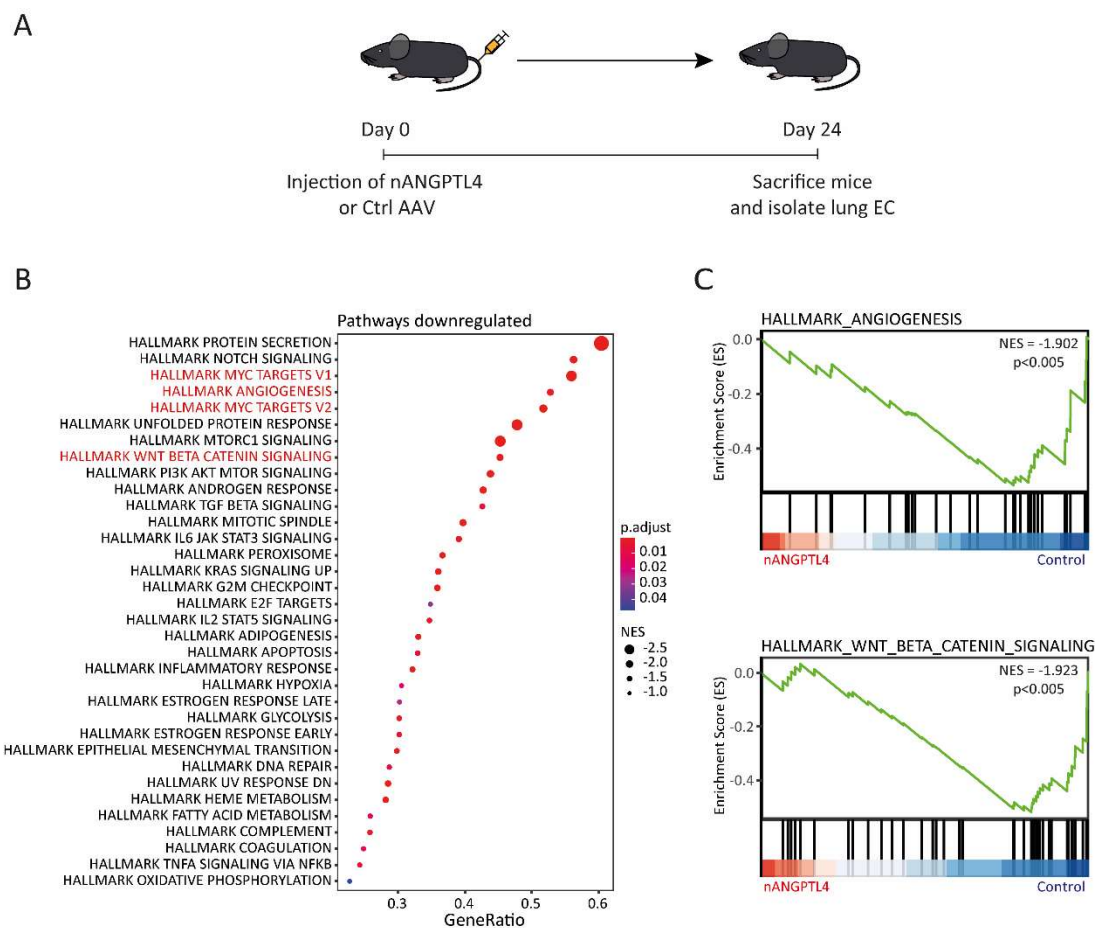 A
Day 0
Day 24
Injection of nANGPTL4
or Ctrl AAV
Sacrifice mice
and isolate lung EC
B
Pathways downregulated
HALLMARK PROTEIN SECRETION
HALLMARK NOTCH SIGNALING
HALLMARK MYC TARGETS V1
HALLMARK ANGIOGENESIS
HALLMARK MYC TARGETS V2
HALLMARK UNFOLDED PROTEIN RESPONSE
HALLMARK MTORC1 SIGNALING
HALLMARK WNT BETA CATENIN SIGNALING
HALLMARK PI3K AKT MTOR SIGNALING
HALLMARK ANDROGEN RESPONSE
HALLMARK TGF BETA SIGNALING
HALLMARK MITOTIC SPINDLE
HALLMARK IL6 JAK STAT3 SIGNALING
HALLMARK PEROXISOME
HALLMARK KRAS SIGNALING UP
HALLMARK G2M CHECKPOINT
HALLMARK E2F TARGETS
HALLMARK IL2 STAT5 SIGNALING
HALLMARK ADIPOGENESIS
HALLMARK APOPTOSIS
HALLMARK INFLAMMATORY RESPONSE
HALLMARK HYPOXIA
HALLMARK ESTROGEN RESPONSE LATE
HALLMARK GLYCOLYSIS
HALLMARK ESTROGEN RESPONSE EARLY
HALLMARK EPITHELIAL MESENCHYMAL TRANSITION
HALLMARK DNA REPAIR
HALLMARK UV RESPONSE DN
HALLMARK HEME METABOLISM
HALLMARK FATTY ACID METABOLISM
HALLMARK COMPLEMENT
HALLMARK COAGULATION
HALLMARK TNFA SIGNALING VIA NFKB
HALLMARK OXIDATIVE PHOSPHORYLATION
0.3 0.4 0.5 0.6
GeneRatio
p.adjust
0.01
0.02
0.03
0.04
NES
-2.5
-2.0
-1.5
-1.0
C
HALLMARK_ANGIOGENESIS
NES = -1.902
p<0.005
Enrichment Score (ES)
0.0
-0.2
-0.4
nANGPTL4 Control
HALLMARK_WNT_BETA_CATENIN_SIGNALING
NES = -1.923
p<0.005
Enrichment Score (ES)
0.0
-0.2
-0.4
nANGPTL4 Control